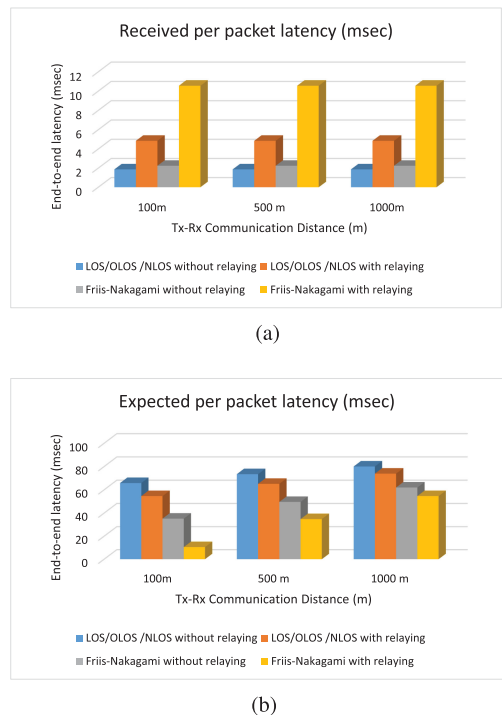 Received per packet latency (msec)
End-to-end latency (msec)
12
10
8
6
4
2
0
100m
500 m
1000m
Tx-Rx Communication Distance (m)
LOS/OLOS /NLOS without relaying
LOS/OLOS /NLOS with relaying
Friis-Nakagami without relaying
Friis-Nakagami with relaying
(a)
Expected per packet latency (msec)
End-to-end latency (msec)
100
80
60
40
20
0
100m
500 m
1000 m
Tx-Rx Communication Distance (m)
LOS/OLOS /NLOS without relaying
LOS/OLOS /NLOS with relaying
Friis-Nakagami without relaying
Friis-Nakagami with relaying
(b)